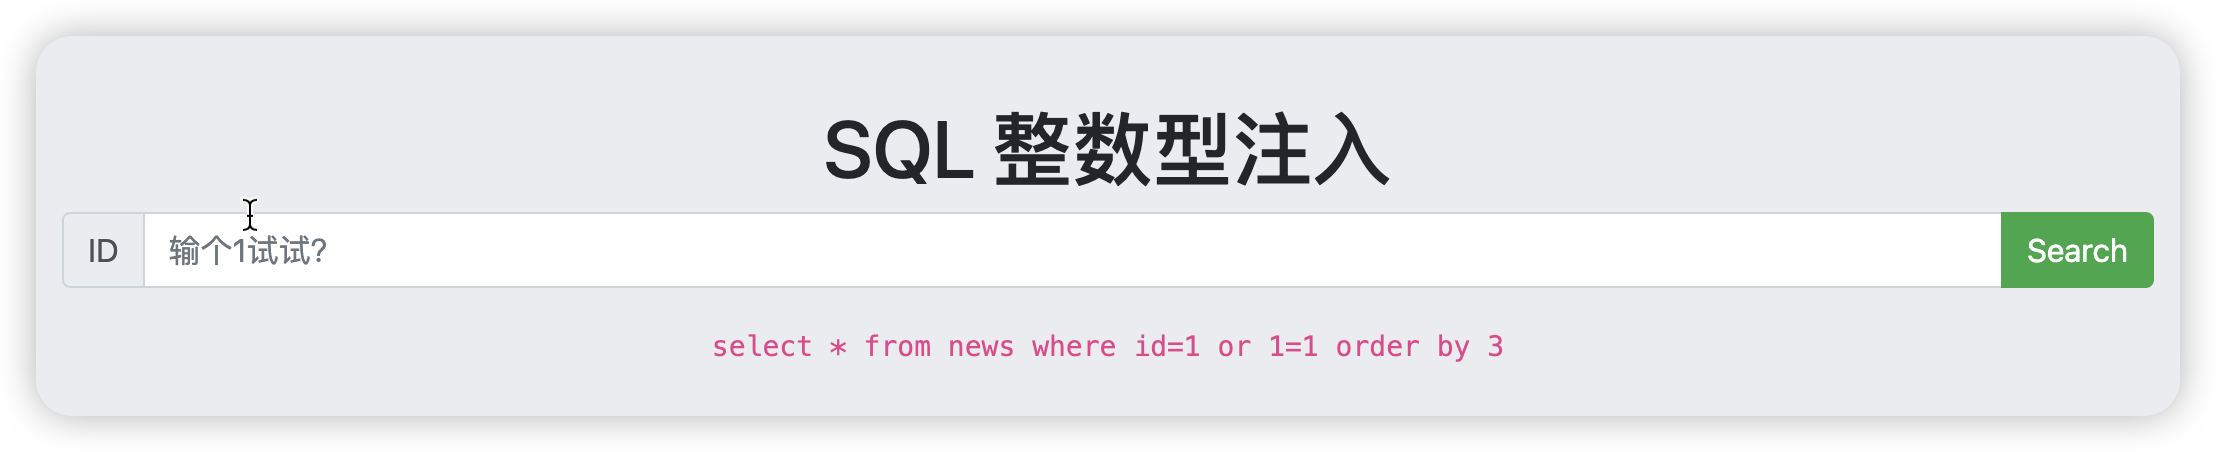 SQL 整数型注入
ID 输个1试试? Search
select * from news where id=1 or 1=1 order by 3